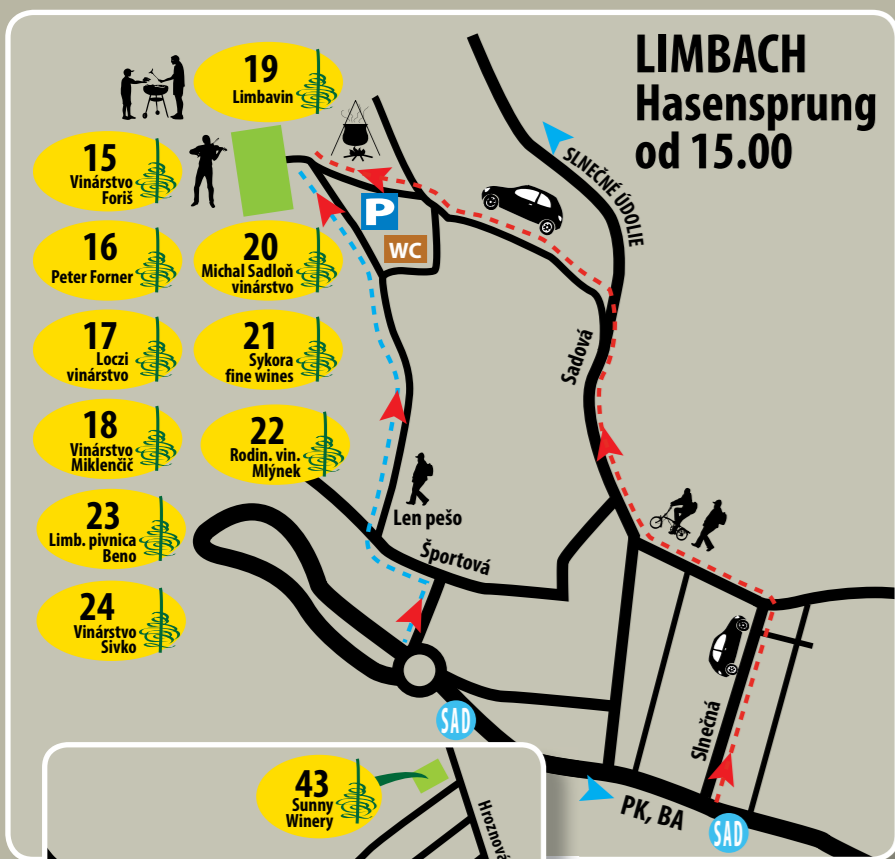 LIMBACH
Hasensprung
od 15.00
19
Limbavin
15
Vinárstvo
Foriš
16
Peter Forner
20
Michal Sadloň
vinárstvo
17
Loczi
vinárstvo
21
Sykora
fine wines
18
Vinárstvo
Miklenčič
22
Rodin. vin.
Mlýnek
23
Limb. pivnica
Beno
24
Vinárstvo
Sivko
P
WC
SLNEČNÉ ÚDOLIE
Sadová
Len pešo
Športová
SAD
Slnečná
PK, BA
SAD
43
Sunny
Winery
Hroznová